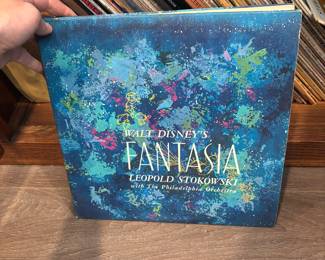 WALT DISNEY'S
FANTASIA
LEOPOLD STOKOWSKI
with The Philadelphia Orchestra